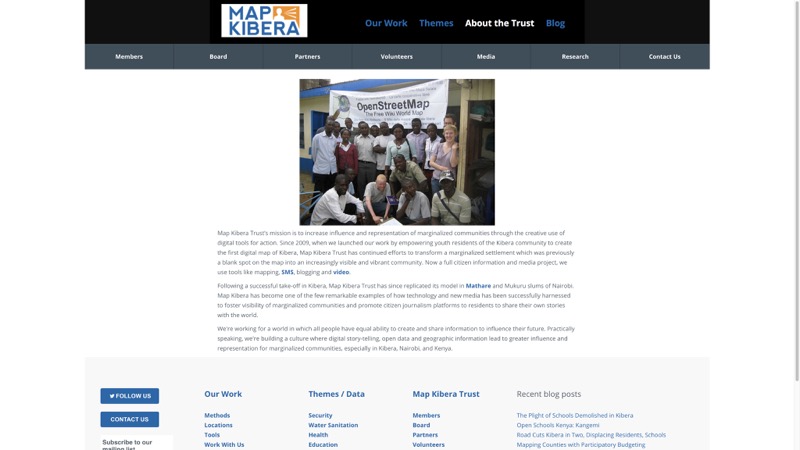 MAP
KIBERA
Our Work Themes About the Trust Blog
Members Board Partners Volunteers Media Research Contact Us
OpenStreetMap
The Free Wiki World Map
Map Kibera Trust's mission is to increase influence and representation of marginalized communities through the creative use of
digital tools for action. Since 2009, when we launched our work by empowering youth residents of the Kibera community to create
the first digital map of Kibera, Map Kibera Trust has continued efforts to transform a marginalized settlement which was previously
a blank spot on the map into an increasingly visible and vibrant community. Now a full citizen information and media project, we
use tools like mapping, SMS, blogging and video.
Following a successful take-off in Kibera, Map Kibera Trust has since replicated its model in Mathare and Mukuru slums of Nairobi.
Map Kibera has become one of the few remarkable examples of how technology and new media has been successfully harnessed
to foster visibility of marginalized communities and promote citizen journalism platforms to residents to share their own stories
with the world.
We're working for a world in which all people have equal ability to create and share information to influence their future. Practically
speaking, we're building a culture where digital story-telling, open data and geographic information lead to greater influence and
representation for marginalized communities, especially in Kibera, Nairobi, and Kenya.
FOLLOW US
CONTACT US
Subscribe to our
mailing list
Our Work
Methods
Locations
Tools
Work With Us
Themes / Data
Security
Water Sanitation
Health
Education
Map Kibera Trust
Members
Board
Partners
Volunteers
Recent blog posts
The Plight of Schools Demolished in Kibera
Open Schools Kenya: Kangemi
Road Cuts Kibera in Two, Displacing Residents, Schools
Mapping Counties with Participatory Budgeting